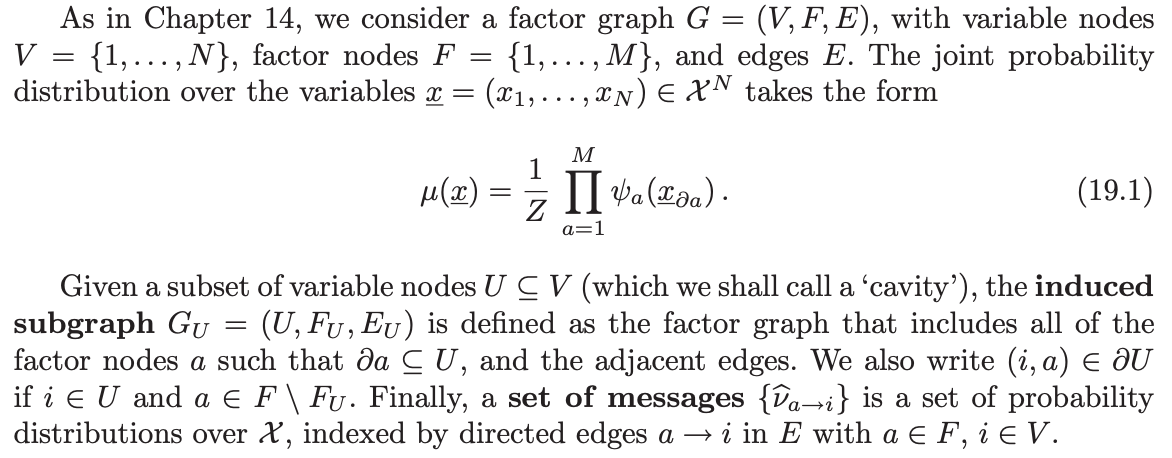 As in Chapter 14, we consider a factor graph G = (V, F, E), with variable nodes
V = {1, . . . , N}, factor nodes F = {1, . . . , M}, and edges E. The joint probability
distribution over the variables x̲ = (x₁, . . . , x_N) ∈ 𝒳^N takes the form
μ(x̲) = \frac{1}{Z} \prod_{a=1}^{M} ψ_a(x̲_{∂a}) . (19.1)
Given a subset of variable nodes U ⊆ V (which we shall call a ‘cavity’), the induced
subgraph G_U = (U, F_U, E_U) is defined as the factor graph that includes all of the
factor nodes a such that ∂a ⊆ U, and the adjacent edges. We also write (i, a) ∈ ∂U
if i ∈ U and a ∈ F \ F_U. Finally, a set of messages {ν̂_{a→i}} is a set of probability
distributions over 𝒳, indexed by directed edges a → i in E with a ∈ F, i ∈ V.